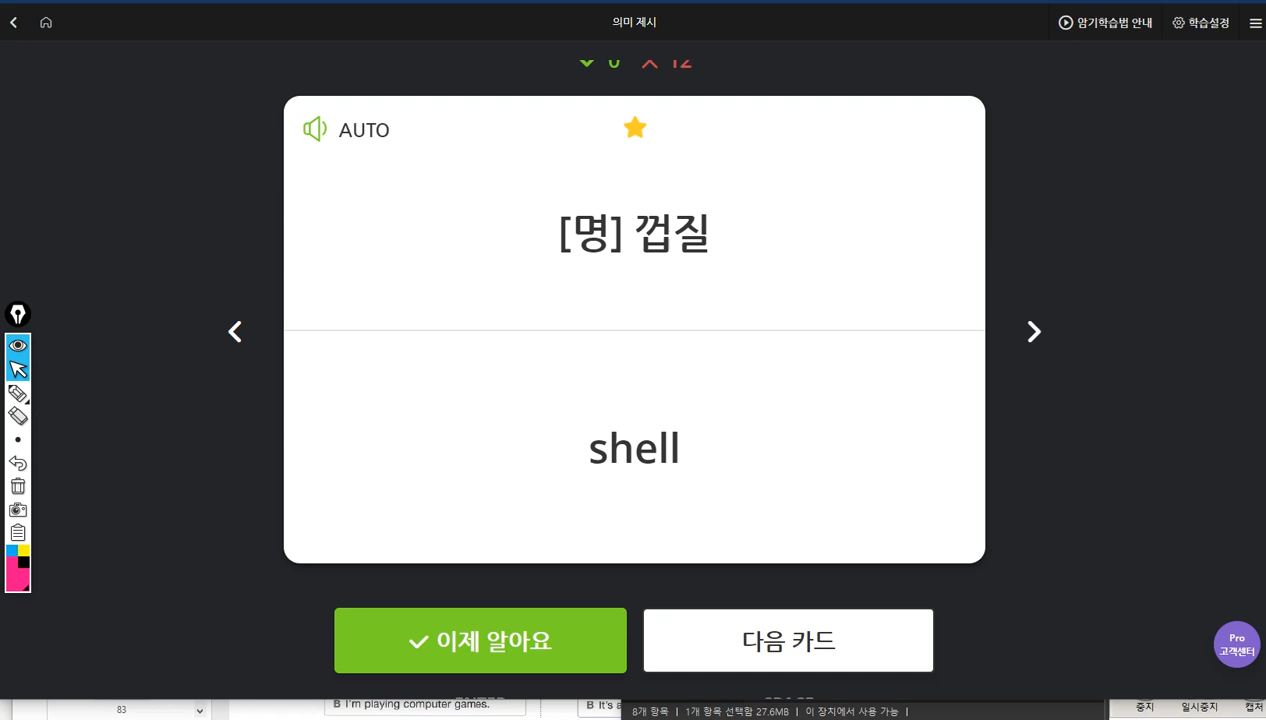 의미 제시
암기학습법 안내
학습설정
12
AUTO
[명] 껍질
shell
이제 알아요
다음 카드
Pro
고객센터
83
B I'm playing computer games.
B It's a
8개 항목 | 1개 항목 선택함 27.6MB | 이 장치에서 사용 가능 |
중지
일시중지
캡처